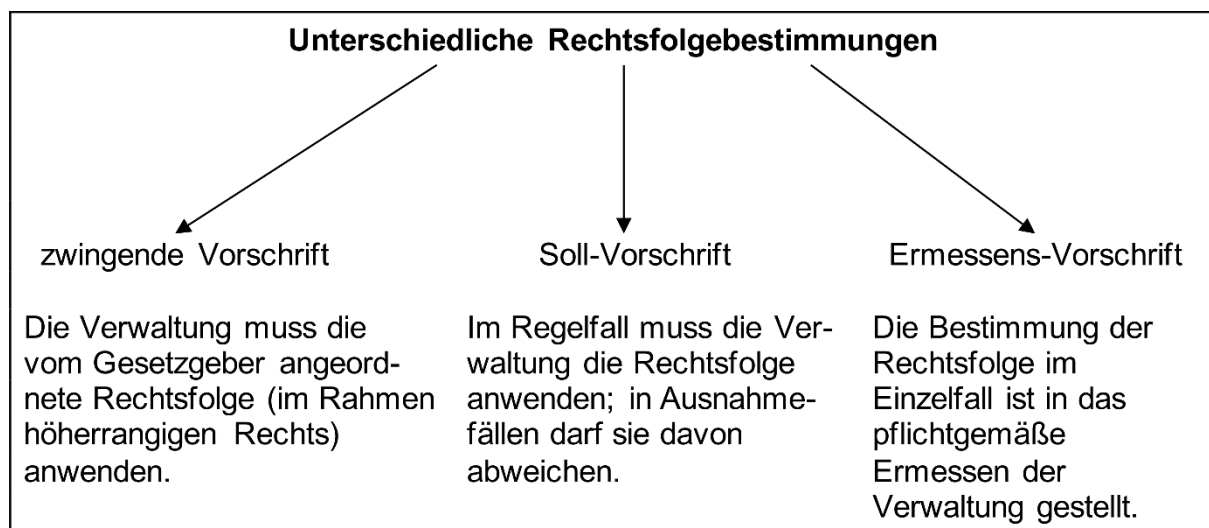 Unterschiedliche Rechtsfolgebestimmungen
zwingende Vorschrift
Die Verwaltung muss die
vom Gesetzgeber angeord-
nete Rechtsfolge (im Rahmen
höherrangigen Rechts)
anwenden.
Soll-Vorschrift
Im Regelfall muss die Ver-
waltung die Rechtsfolge
anwenden; in Ausnahme-
fällen darf sie davon
abweichen.
Ermessens-Vorschrift
Die Bestimmung der
Rechtsfolge im
Einzelfall ist in das
pflichtgemäße
Ermessen der
Verwaltung gestellt.